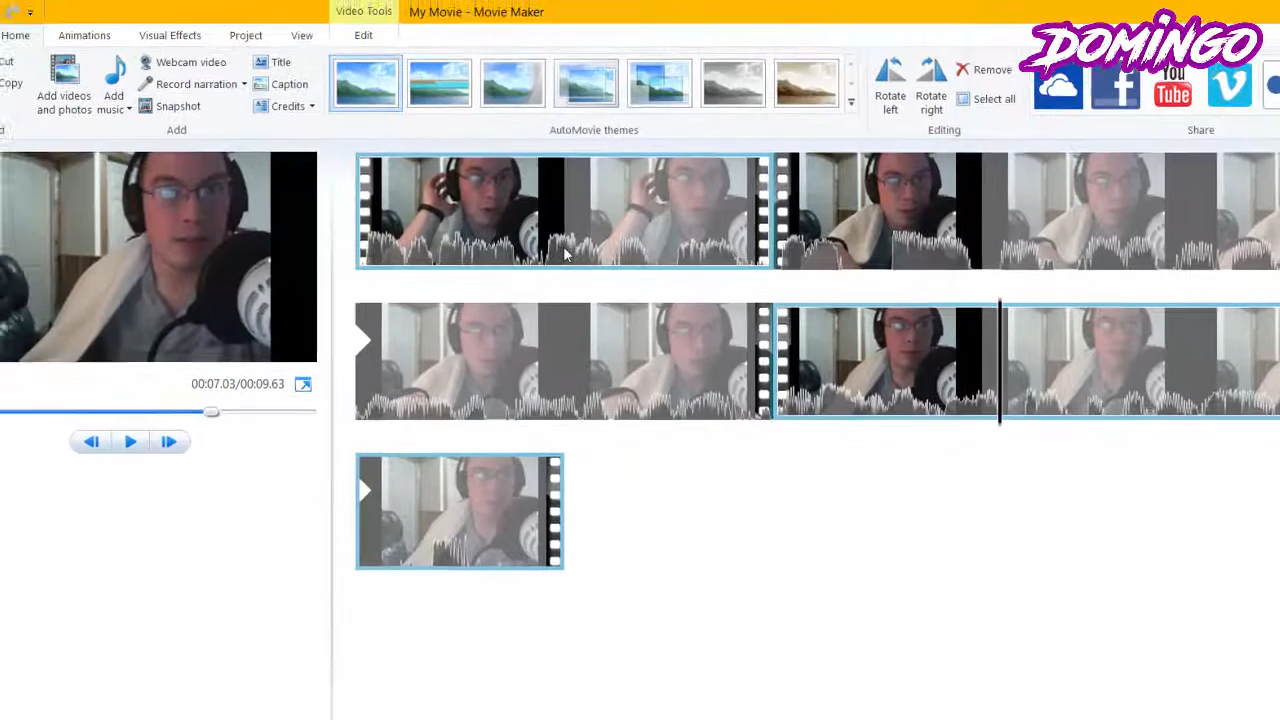 Video Tools
My Movie - Movie Maker
DOMINGO
Home
Animations
Visual Effects
Project
View
Edit
Cut
Copy
Add videos
and photos
Add
music
Webcam video
Record narration
Snapshot
Title
Caption
Credits
Add
AutoMovie themes
Rotate
left
Rotate
right
Remove
Select all
Editing
f
You
Tube
v
Share
00:07.03/00:09.63